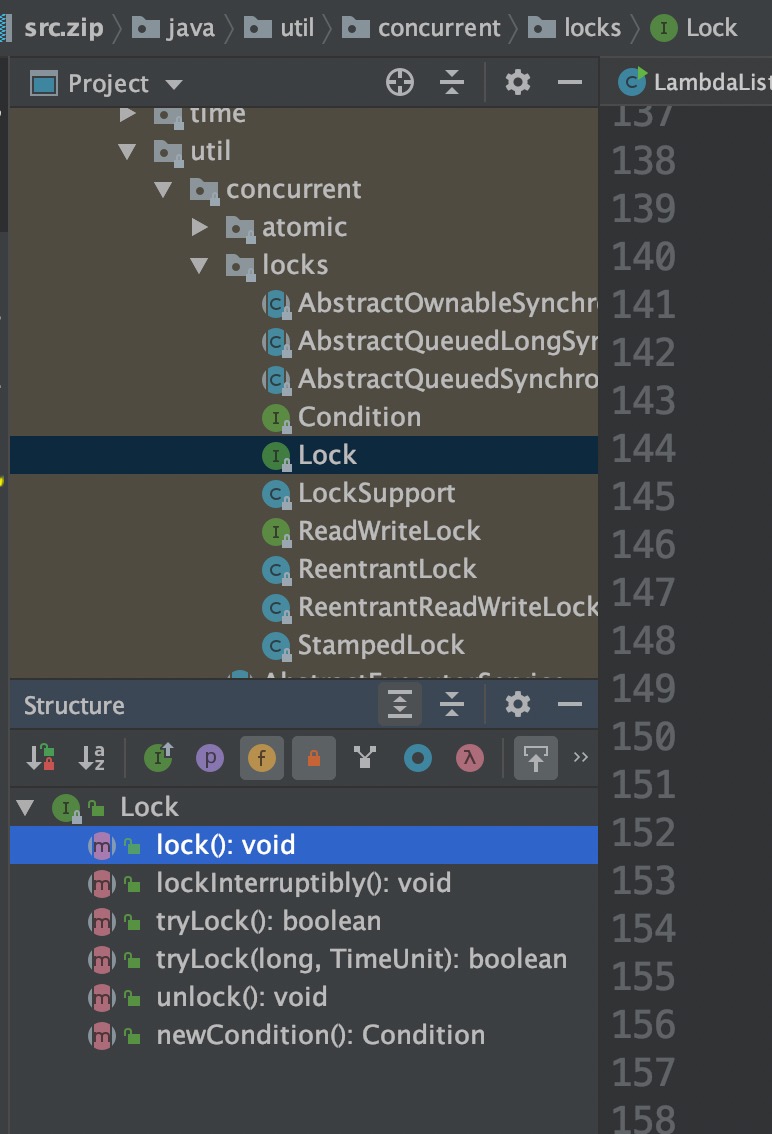 src.zip java util concurrent locks I Lock
Project
C LambdaList
time
util
concurrent
atomic
locks
C AbstractOwnableSynchr
C AbstractQueuedLongSyn
C AbstractQueuedSynchro
I Condition
I Lock
C LockSupport
I ReadWriteLock
C ReentrantLock
C ReentrantReadWriteLock
C StampedLock
AbstractExecutorService
Structure
a z I p f λ »
I Lock
m lock(): void
m lockInterruptibly(): void
m tryLock(): boolean
m tryLock(long, TimeUnit): boolean
m unlock(): void
m newCondition(): Condition
137
138
139
140
141
142
143
144
145
146
147
148
149
150
151
152
153
154
155
156
157
158